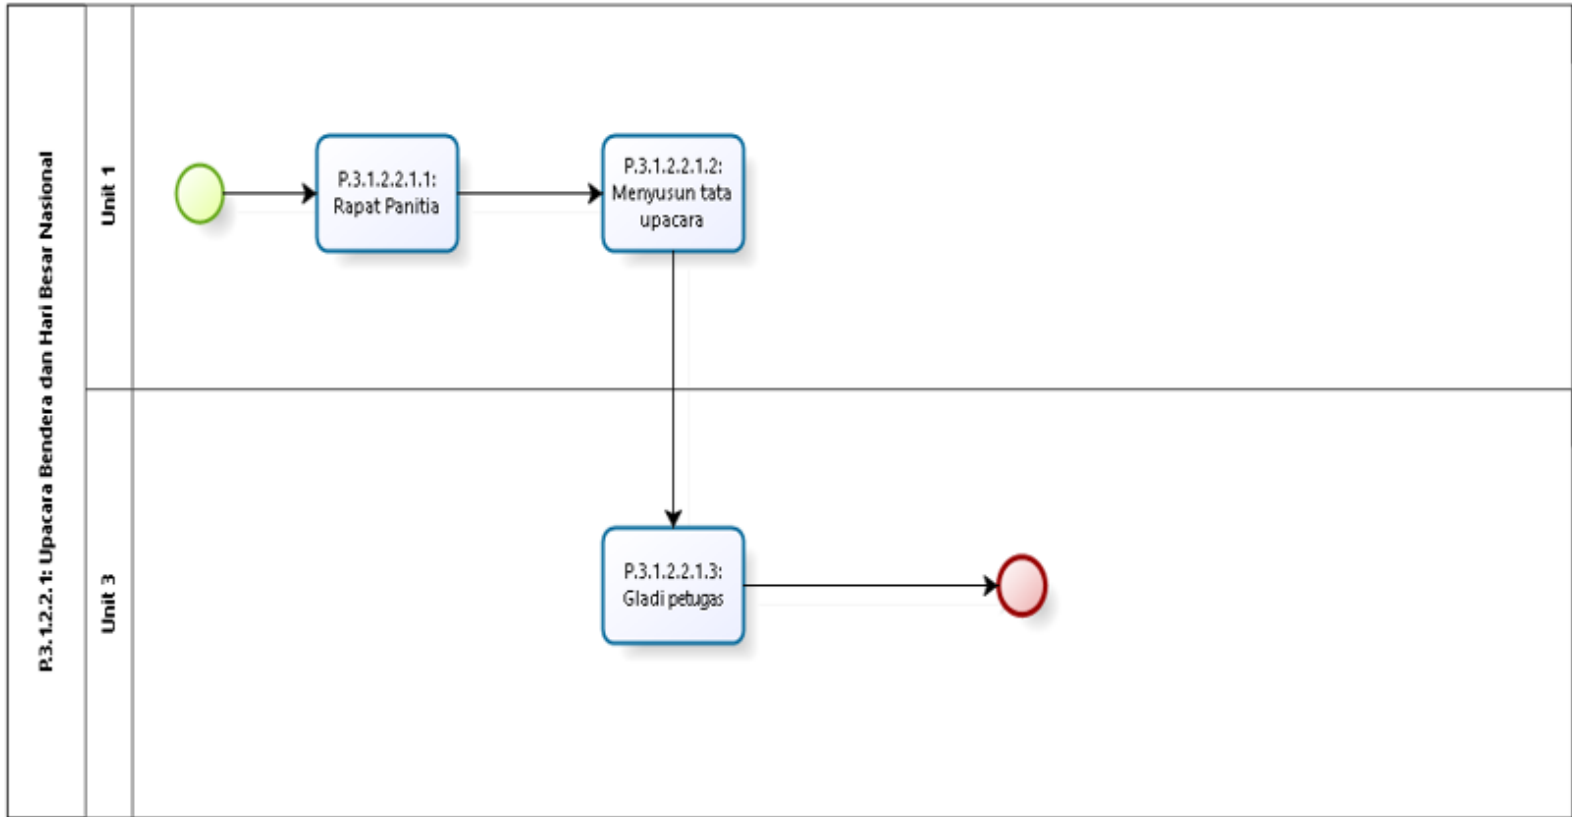 P.3.1.2.2.1: Upacara Bendera dan Hari Besar Nasional
Unit 1
P.3.1.2.2.1.1:
Rapat Panitia
P.3.1.2.2.1.2:
Menyusun tata
upacara
Unit 3
P.3.1.2.2.1.3:
Gladi petugas